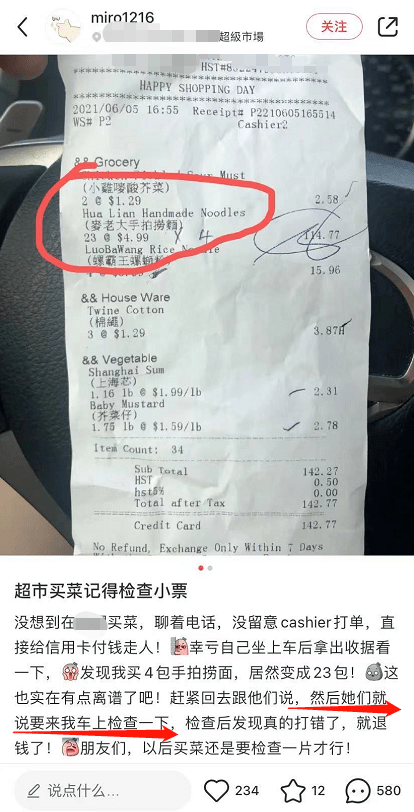 miro1216
超級市場
关注
HST#8
HAPPY SHOPPING DAY
2021/06/05 16:55 Receipt# P2210605165514
WS# P2 Cashier2
&& Grocery
Must
(小雞嘜酸芥菜)
2 @ $1.29 2.58
Hua Lian Handmade Noodles
(麥老大手拍撈麵)
23 @ $4.99 X 4 114.77
LuoBaWang Rice Noodle
(螺霸王螺螄粉
4 @ 15.96
&& House Ware
Twine Cotton
(棉繩)
3 @ $1.29 3.87H
&& Vegetable
Shanghai Sum
(上海芯)
1.16 lb @ $1.99/lb 2.31
Baby Mustard
(芥菜仔)
1.75 lb @ $1.59/lb 2.78
Item Count: 34
Sub Total 142.27
HST 0.50
hst5% 0.00
Total after Tax 142.77
Credit Card 142.77
No Refund, Exchange Only Within 7 Days
超市买菜记得检查小票
没想到在 买菜，聊着电话，没留意cashier打单，直
接给信用卡付钱走人！幸亏自己坐上车后拿出收据看
一下，发现我买4包手拍捞面，居然变成23包！这
也实在有点离谱了吧！赶紧回去跟他们说，然后她们就
说要来我车上检查一下，检查后发现真的打错了，就退
钱了！朋友们，以后买菜还是要检查一片才行！
说点什么...
234
12
580